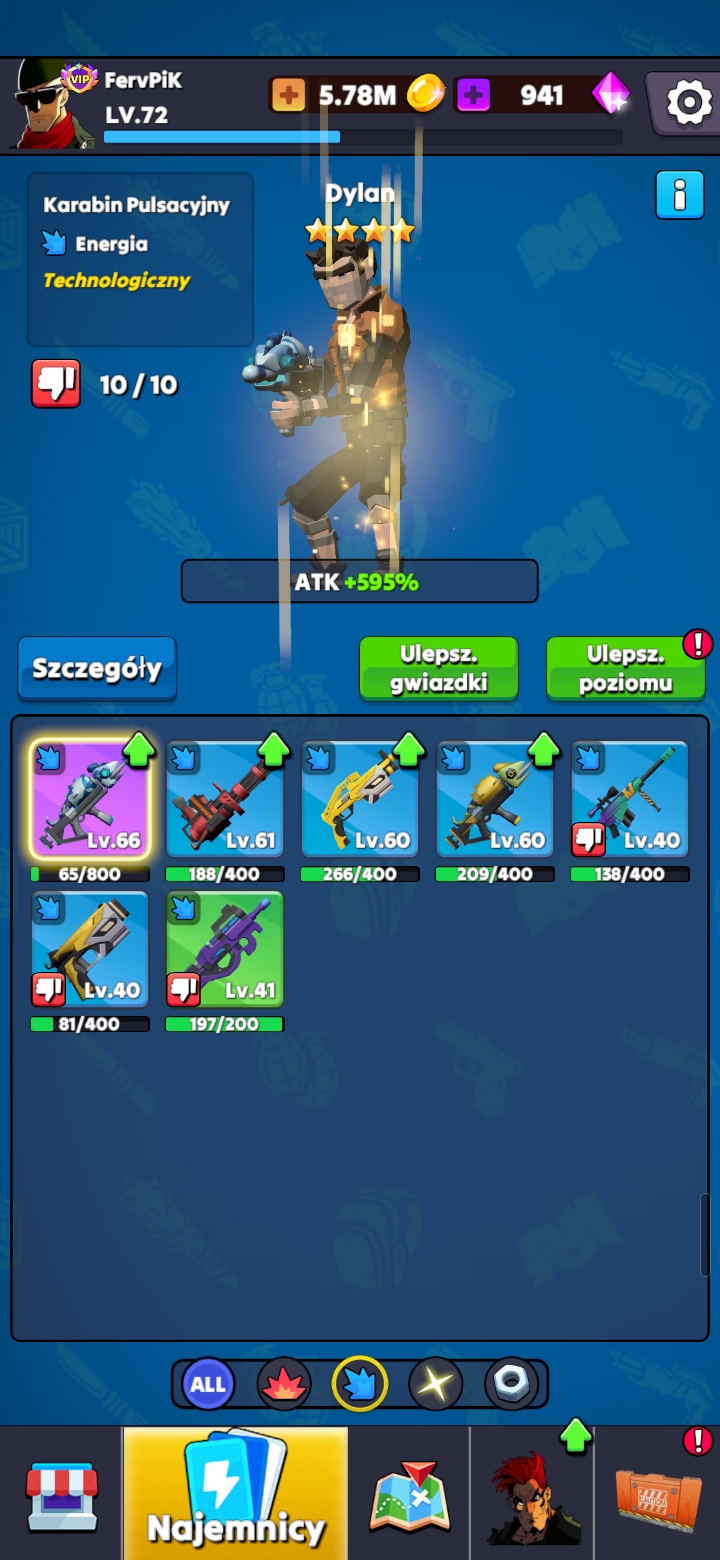 VIP
FervPiK
LV.72
5.78M
941
Karabin Pulsacyjny
Energia
Technologiczny
Dylan
10 / 10
ATK +595%
Szczegóły
Ulepsz.
gwiazdki
Ulepsz.
poziomu
!
Lv.66
Lv.61
Lv.60
Lv.60
Lv.40
65/800
188/400
266/400
209/400
138/400
Lv.40
Lv.41
81/400
197/200
ALL
!
CAUTION
Najemnicy